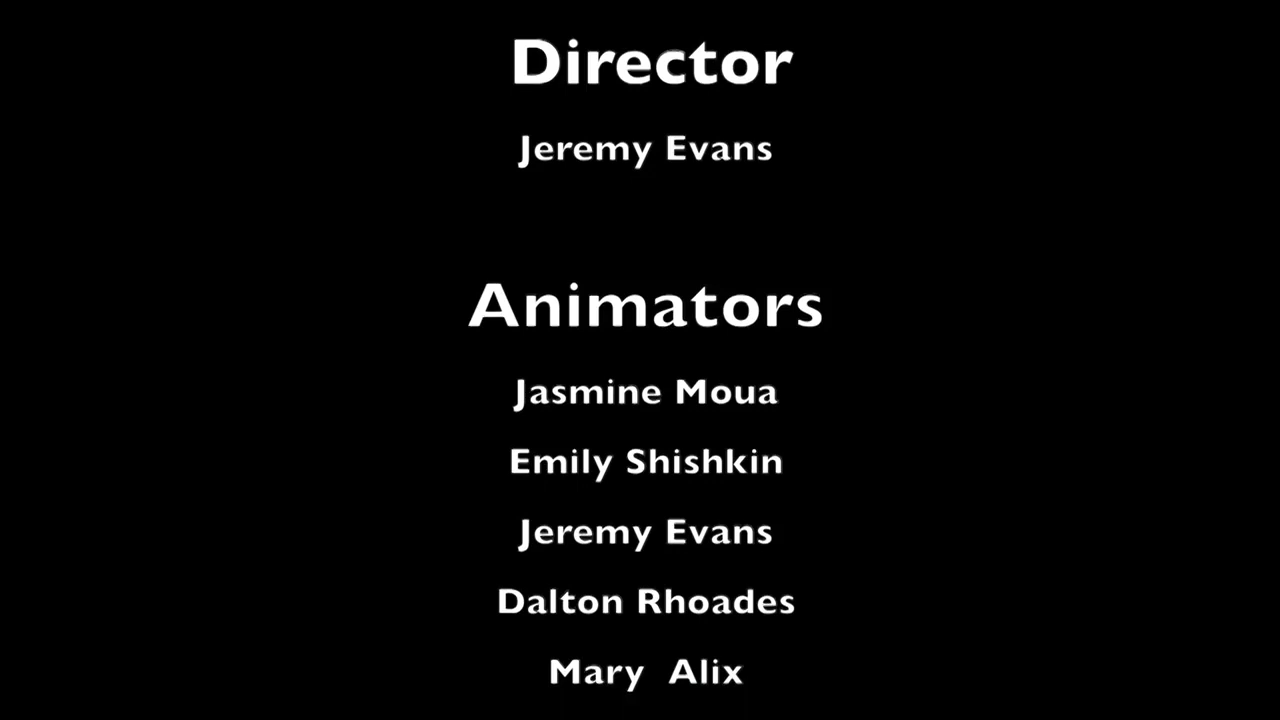 Director
Jeremy Evans
Animators
Jasmine Moua
Emily Shishkin
Jeremy Evans
Dalton Rhoades
Mary  Alix